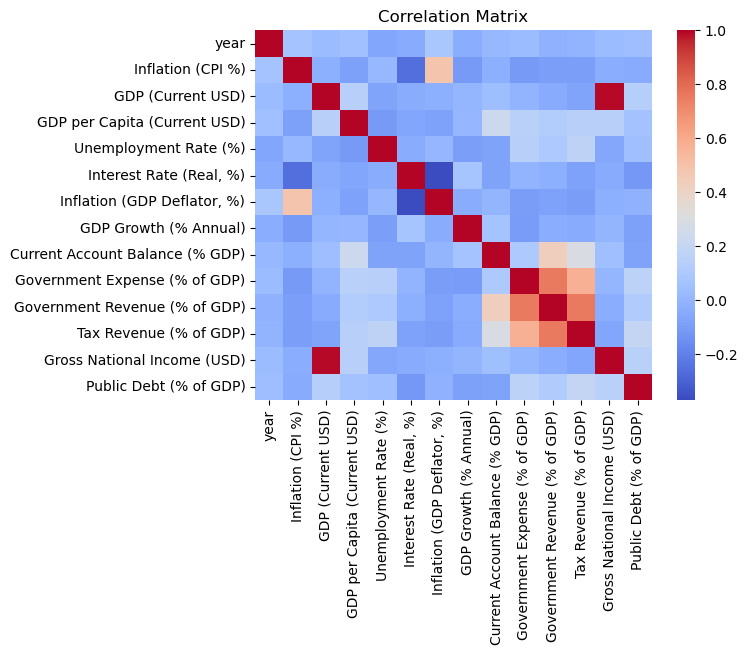 Correlation Matrix
year
Inflation (CPI %)
GDP (Current USD)
GDP per Capita (Current USD)
Unemployment Rate (%)
Interest Rate (Real, %)
Inflation (GDP Deflator, %)
GDP Growth (% Annual)
Current Account Balance (% GDP)
Government Expense (% of GDP)
Government Revenue (% of GDP)
Tax Revenue (% of GDP)
Gross National Income (USD)
Public Debt (% of GDP)
year
Inflation (CPI %)
GDP (Current USD)
GDP per Capita (Current USD)
Unemployment Rate (%)
Interest Rate (Real, %)
Inflation (GDP Deflator, %)
GDP Growth (% Annual)
Current Account Balance (% GDP)
Government Expense (% of GDP)
Government Revenue (% of GDP)
Tax Revenue (% of GDP)
Gross National Income (USD)
Public Debt (% of GDP)
1.0
0.8
0.6
0.4
0.2
0.0
−0.2